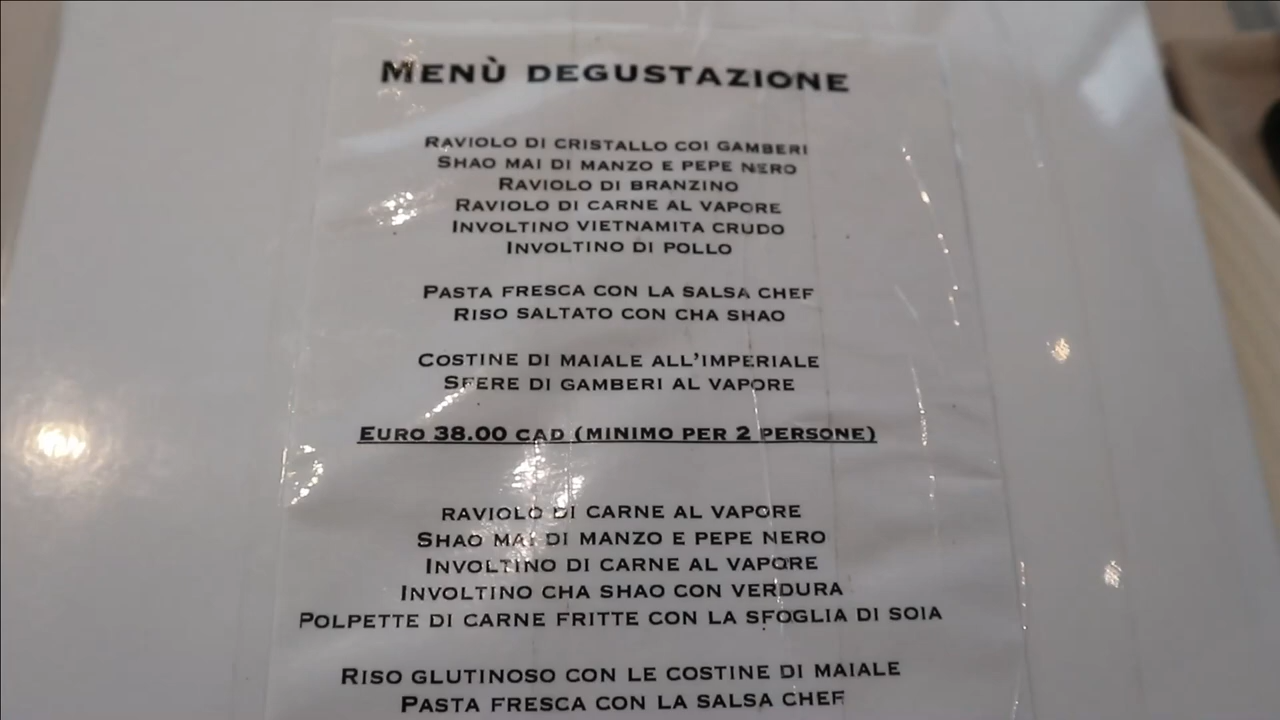 MENÙ DEGUSTAZIONE
RAVIOLO DI CRISTALLO COI GAMBERI
SHAO MAI DI MANZO E PEPE NERO
RAVIOLO DI BRANZINO
RAVIOLO DI CARNE AL VAPORE
INVOLTINO VIETNAMITA CRUDO
INVOLTINO DI POLLO
PASTA FRESCA CON LA SALSA CHEF
RISO SALTATO CON CHA SHAO
COSTINE DI MAIALE ALL'IMPERIALE
SFERE DI GAMBERI AL VAPORE
EURO 38.00 CAD (MINIMO PER 2 PERSONE)
RAVIOLO DI CARNE AL VAPORE
SHAO MAI DI MANZO E PEPE NERO
INVOLTINO DI CARNE AL VAPORE
INVOLTINO CHA SHAO CON VERDURA
POLPETTE DI CARNE FRITTE CON LA SFOGLIA DI SOIA
RISO GLUTINOSO CON LE COSTINE DI MAIALE
PASTA FRESCA CON LA SALSA CHEF